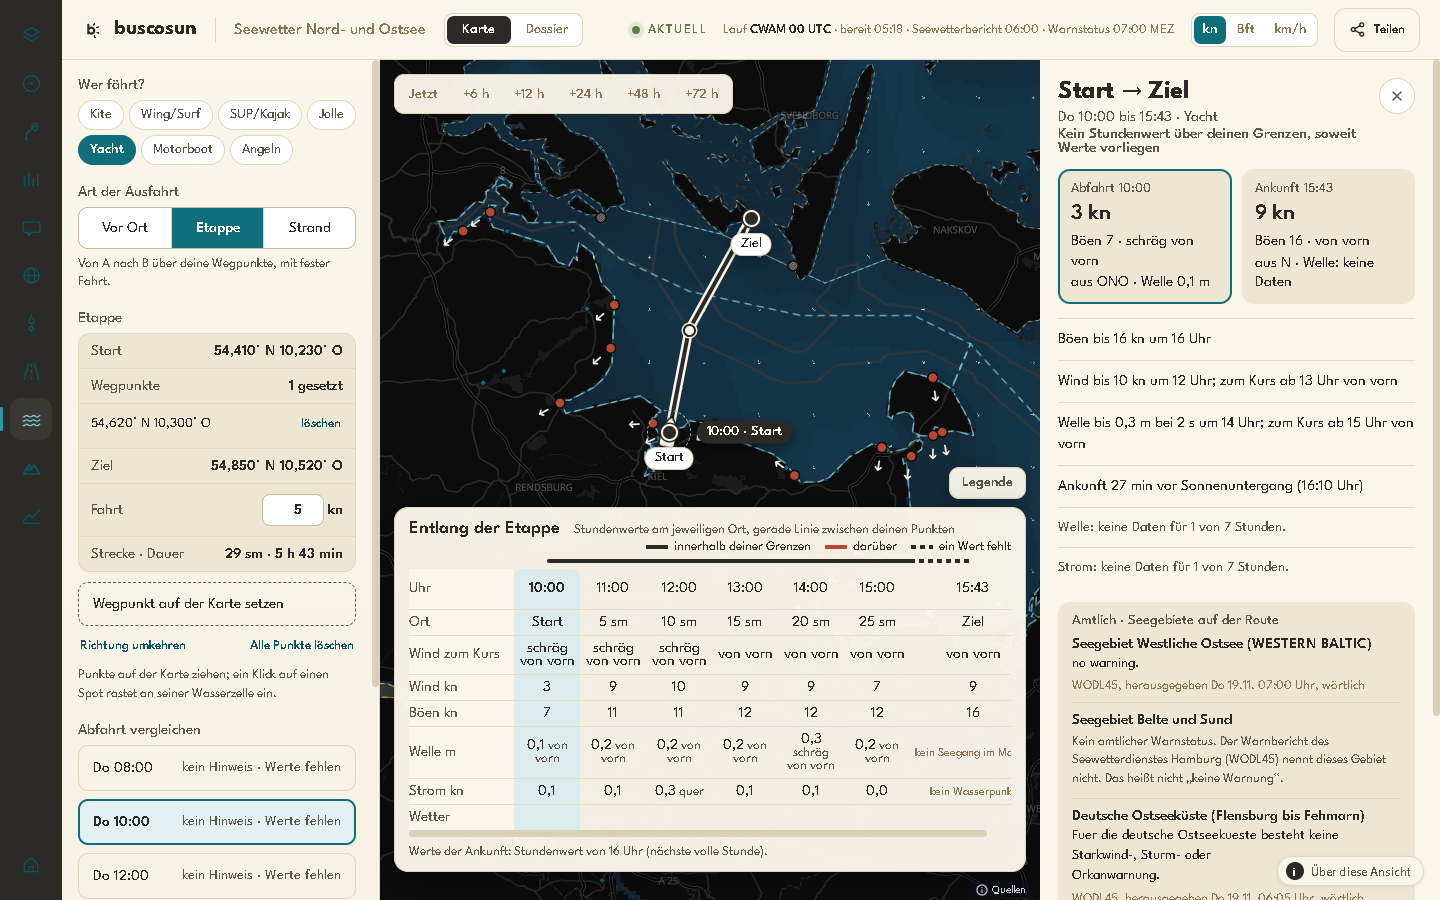 buscosun
Seewetter Nord- und Ostsee
Karte
Dossier
AKTUELL
Lauf CWAM 00 UTC · bereit 05:18 · Seewetterbericht 06:00 · Warnstatus 07:00 MEZ
kn
Bft
km/h
Teilen
Wer fährt?
Kite
Wing/Surf
SUP/Kajak
Jolle
Yacht
Motorboot
Angeln
Art der Ausfahrt
Vor Ort
Etappe
Strand
Von A nach B über deine Wegpunkte, mit fester
Fahrt.
Etappe
Start 54,410° N 10,230° O
Wegpunkte 1 gesetzt
54,620° N 10,300° O löschen
Ziel 54,850° N 10,520° O
Fahrt 5 kn
Strecke · Dauer 29 sm · 5 h 43 min
Wegpunkt auf der Karte setzen
Richtung umkehren
Alle Punkte löschen
Punkte auf der Karte ziehen; ein Klick auf einen
Spot rastet an seiner Wasserzelle ein.
Abfahrt vergleichen
Do 08:00 kein Hinweis · Werte fehlen
Do 10:00 kein Hinweis · Werte fehlen
Do 12:00 kein Hinweis · Werte fehlen
Jetzt +6 h +12 h +24 h +48 h +72 h
SVENDBORG
NAKSKOV
Ziel
10:00 · Start
Start
KIEL
RENDSBURG
Legende
Entlang der Etappe
Stundenwerte am jeweiligen Ort, gerade Linie zwischen deinen Punkten
innerhalb deiner Grenzen
darüber
ein Wert fehlt
Uhr 10:00 11:00 12:00 13:00 14:00 15:00 15:43
Ort Start 5 sm 10 sm 15 sm 20 sm 25 sm Ziel
Wind zum Kurs schräg von vorn schräg von vorn schräg von vorn von vorn von vorn von vorn von vorn
Wind kn 3 9 10 9 9 7 9
Böen kn 7 11 11 12 12 12 16
Welle m 0,1 von vorn 0,2 von vorn 0,2 von vorn 0,2 von vorn 0,3 schräg von vorn 0,2 von vorn kein Seegang im Mo
Strom kn 0,1 0,1 0,3 quer 0,1 0,1 0,0 kein Wasserpunk
Wetter
Werte der Ankunft: Stundenwert von 16 Uhr (nächste volle Stunde).
A 25
Quellen
Start → Ziel
Do 10:00 bis 15:43 · Yacht
Kein Stundenwert über deinen Grenzen, soweit
Werte vorliegen
Abfahrt 10:00
3 kn
Böen 7 · schräg von
vorn
aus ONO · Welle 0,1 m
Ankunft 15:43
9 kn
Böen 16 · von vorn
aus N · Welle: keine
Daten
Böen bis 16 kn um 16 Uhr
Wind bis 10 kn um 12 Uhr; zum Kurs ab 13 Uhr von vorn
Welle bis 0,3 m bei 2 s um 14 Uhr; zum Kurs ab 15 Uhr von
vorn
Ankunft 27 min vor Sonnenuntergang (16:10 Uhr)
Welle: keine Daten für 1 von 7 Stunden.
Strom: keine Daten für 1 von 7 Stunden.
Amtlich · Seegebiete auf der Route
Seegebiet Westliche Ostsee (WESTERN BALTIC)
no warning.
WODL45, herausgegeben Do 19.11. 07:00 Uhr, wörtlich
Seegebiet Belte und Sund
Kein amtlicher Warnstatus. Der Warnbericht des
Seewetterdienstes Hamburg (WODL45) nennt dieses Gebiet
nicht. Das heißt nicht „keine Warnung“.
Deutsche Ostseeküste (Flensburg bis Fehmarn)
Fuer die deutsche Ostseekueste besteht keine
Starkwind-, Sturm- oder
Orkanwarnung.
WODL45, herausgegeben Do 19.11. 06:05 Uhr, wörtlich
Über diese Ansicht